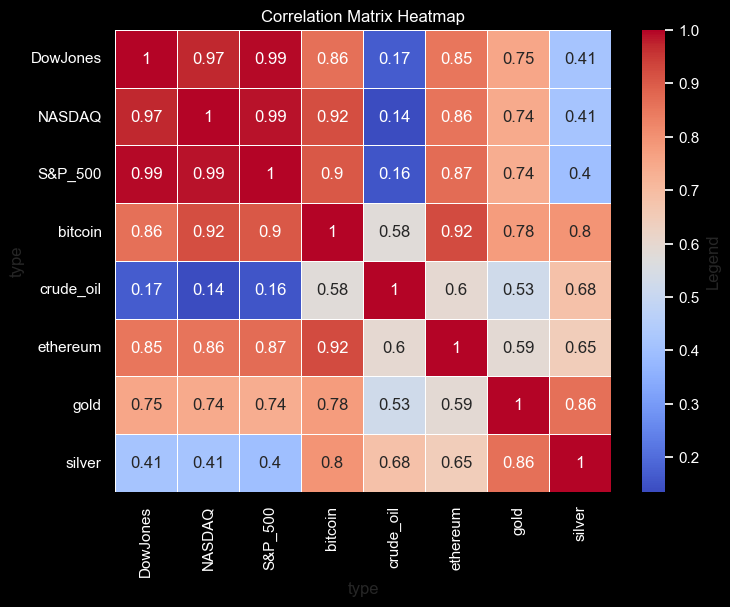 Correlation Matrix Heatmap
DowJones 1 0.97 0.99 0.86 0.17 0.85 0.75 0.41
NASDAQ 0.97 1 0.99 0.92 0.14 0.86 0.74 0.41
S&P_500 0.99 0.99 1 0.9 0.16 0.87 0.74 0.4
bitcoin 0.86 0.92 0.9 1 0.58 0.92 0.78 0.8
crude_oil 0.17 0.14 0.16 0.58 1 0.6 0.53 0.68
ethereum 0.85 0.86 0.87 0.92 0.6 1 0.59 0.65
gold 0.75 0.74 0.74 0.78 0.53 0.59 1 0.86
silver 0.41 0.41 0.4 0.8 0.68 0.65 0.86 1
type
DowJones NASDAQ S&P_500 bitcoin crude_oil ethereum gold silver
type
1.0
0.9
0.8
0.7
0.6
0.5
0.4
0.3
0.2
Legend